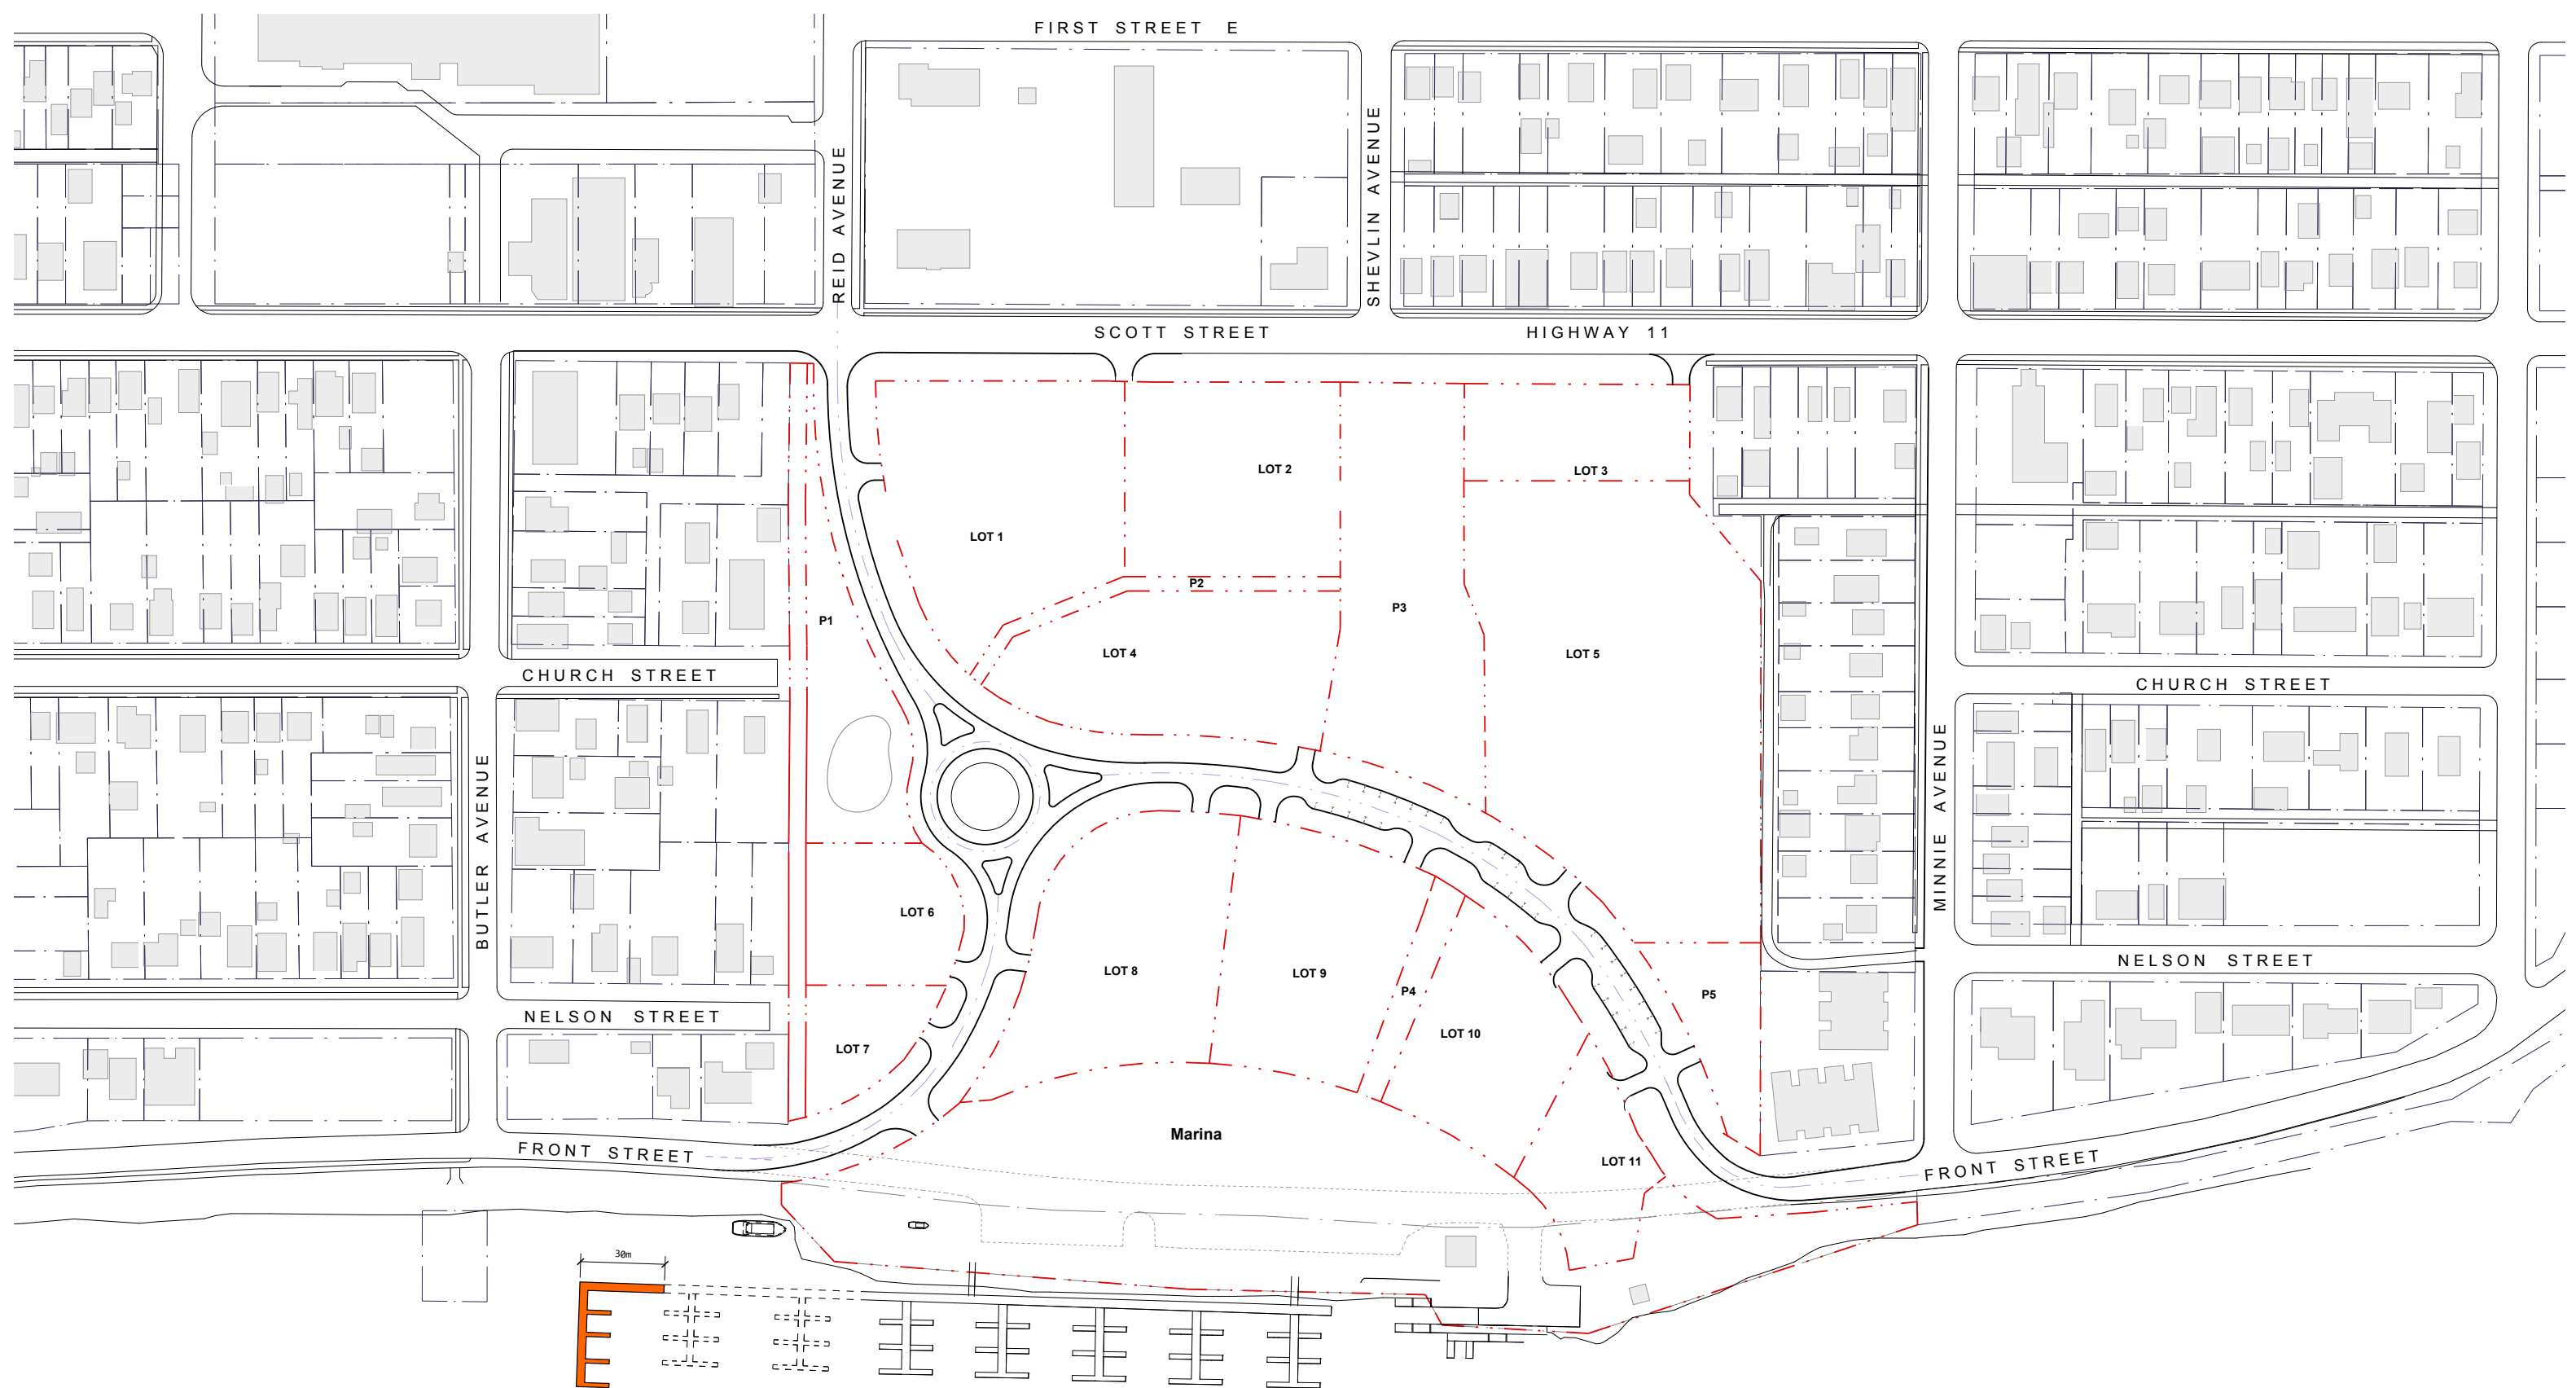 FIRST STREET E
REID AVENUE
SHEVLIN AVENUE
SCOTT STREET
HIGHWAY 11
LOT 1
LOT 2
LOT 3
P2
P3
P1
LOT 4
LOT 5
CHURCH STREET
CHURCH STREET
BUTLER AVENUE
MINNIE AVENUE
LOT 6
LOT 8
LOT 9
P4
P5
NELSON STREET
NELSON STREET
LOT 7
LOT 10
Marina
FRONT STREET
LOT 11
FRONT STREET
30m